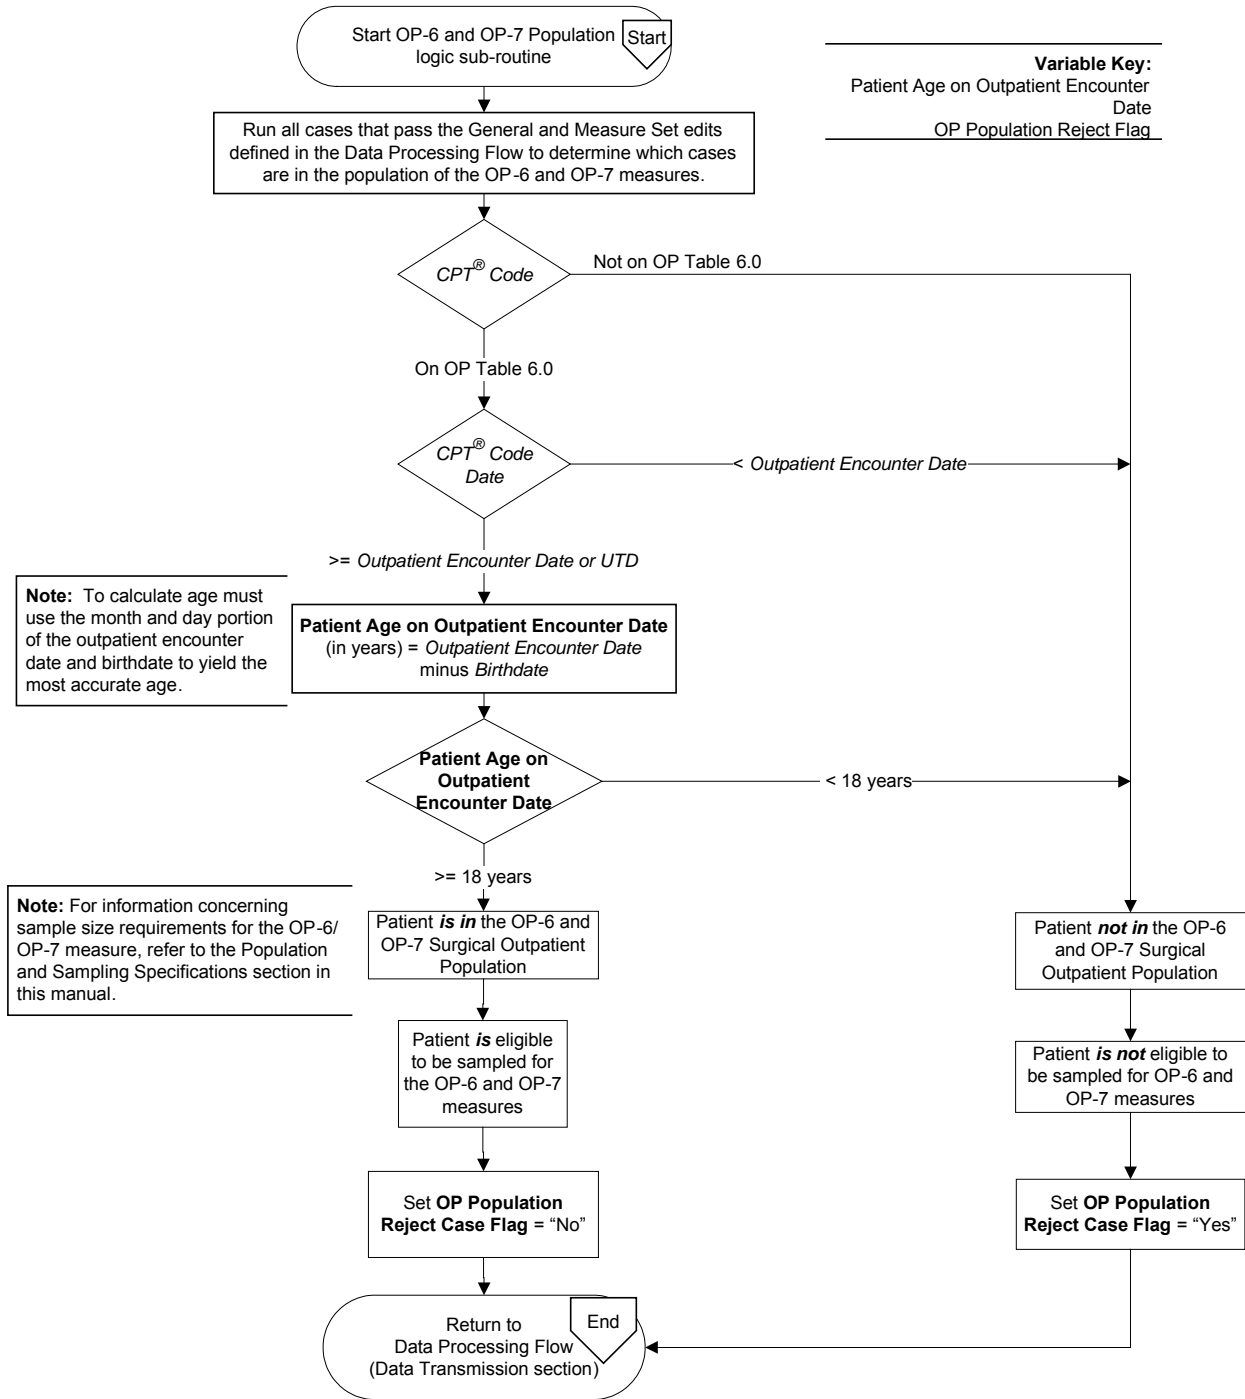 Start OP-6 and OP-7 Population
logic sub-routine
Start
Variable Key:
Patient Age on Outpatient Encounter
Date
OP Population Reject Flag
Run all cases that pass the General and Measure Set edits
defined in the Data Processing Flow to determine which cases
are in the population of the OP-6 and OP-7 measures.
CPT® Code
Not on OP Table 6.0
On OP Table 6.0
CPT® Code
Date
< Outpatient Encounter Date
>= Outpatient Encounter Date or UTD
Note: To calculate age must
use the month and day portion
of the outpatient encounter
date and birthdate to yield the
most accurate age.
Patient Age on Outpatient Encounter Date
(in years) = Outpatient Encounter Date
minus Birthdate
Patient Age on
Outpatient
Encounter Date
< 18 years
>= 18 years
Note: For information concerning
sample size requirements for the OP-6/
OP-7 measure, refer to the Population
and Sampling Specifications section in
this manual.
Patient is in the OP-6 and
OP-7 Surgical Outpatient
Population
Patient not in the OP-6
and OP-7 Surgical
Outpatient Population
Patient is eligible
to be sampled for
the OP-6 and OP-7
measures
Patient is not eligible to
be sampled for OP-6 and
OP-7 measures
Set OP Population
Reject Case Flag = “No”
Set OP Population
Reject Case Flag = “Yes”
Return to
Data Processing Flow
(Data Transmission section)
End